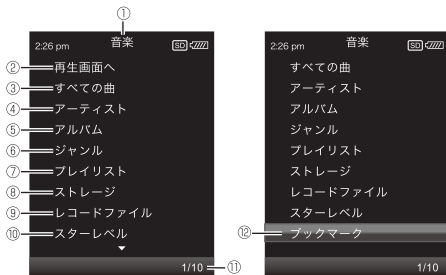 ①
2:26 pm 音楽 SD
② 再生画面へ
③ すべての曲
④ アーティスト
⑤ アルバム
⑥ ジャンル
⑦ プレイリスト
⑧ ストレージ
⑨ レコードファイル
⑩ スターレベル
1/10 ⑪
2:26 pm 音楽 SD
すべての曲
アーティスト
アルバム
ジャンル
プレイリスト
ストレージ
レコードファイル
スターレベル
⑫ ブックマーク
1/10